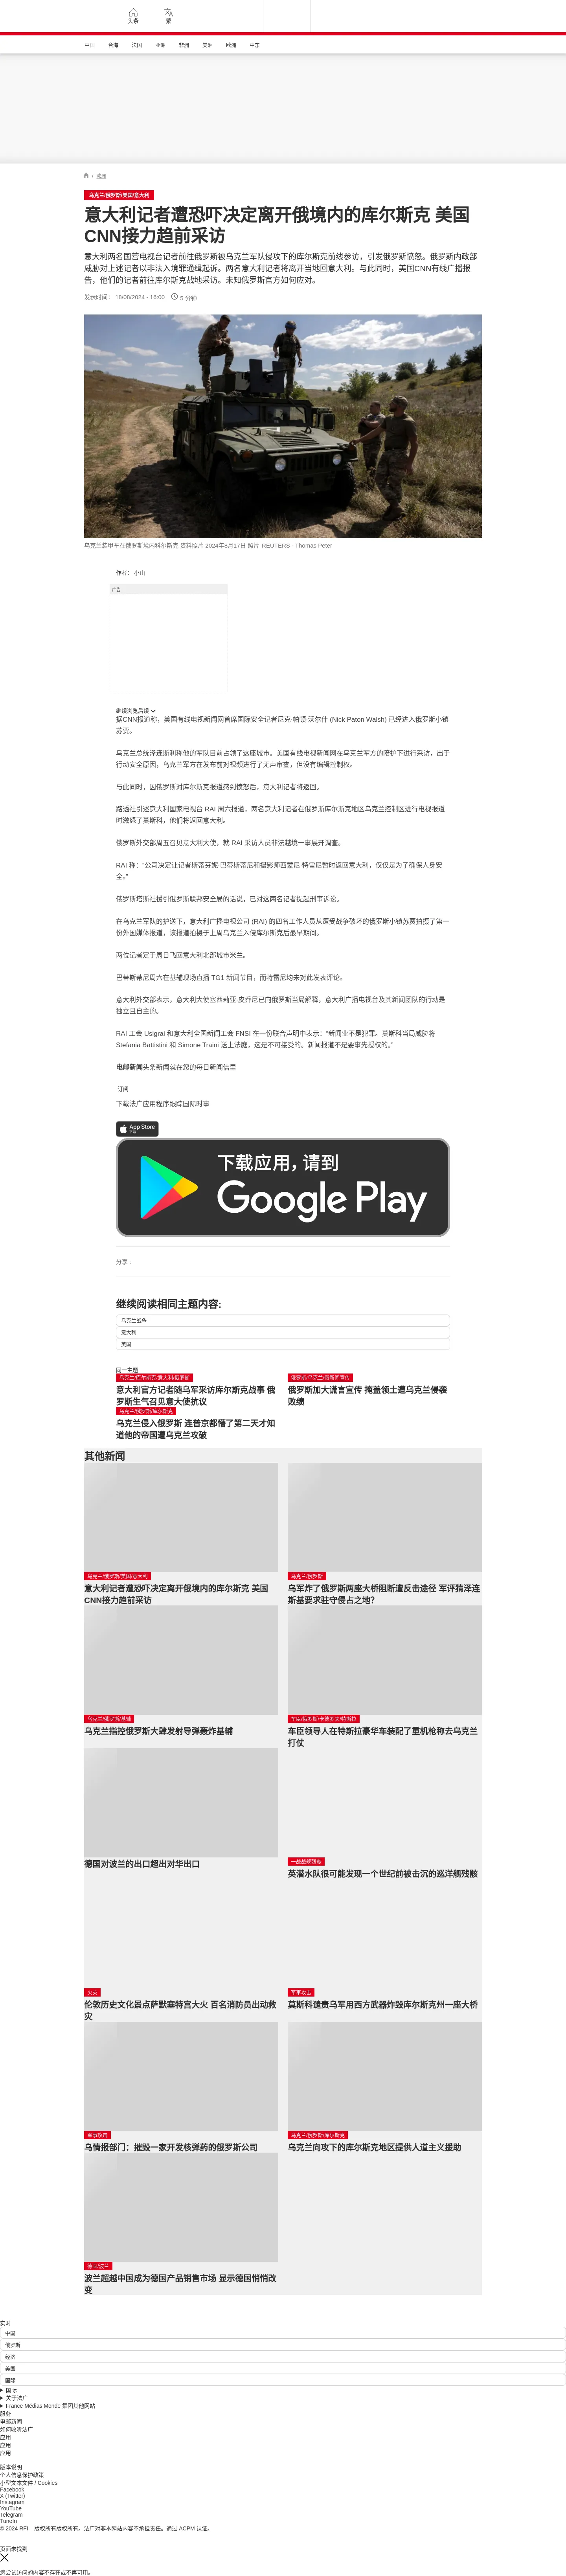 头条
繁
中国
台海
法国
亚洲
非洲
美洲
欧洲
中东
/ 欧洲
乌克兰/俄罗斯/美国/意大利
意大利记者遭恐吓决定离开俄境内的库尔斯克 美国
CNN接力趋前采访
意大利两名国营电视台记者前往俄罗斯被乌克兰军队侵攻下的库尔斯克前线参访，引发俄罗斯愤怒。俄罗斯内政部
威胁对上述记者以非法入境罪通缉起诉。两名意大利记者将离开当地回意大利。与此同时，美国CNN有线广播报
告，他们的记者前往库尔斯克战地采访。未知俄罗斯官方如何应对。
发表时间： 18/08/2024 - 16:00
5 分钟
乌克兰装甲车在俄罗斯境内科尔斯克 资料照片 2024年8月17日 照片 REUTERS - Thomas Peter
作者： 小山
广告
继续浏览后续
据CNN报道称，美国有线电视新闻网首席国际安全记者尼克·帕顿·沃尔什 (Nick Paton Walsh) 已经进入俄罗斯小镇
苏贾。
乌克兰总统泽连斯利称他的军队目前占领了这座城市。美国有线电视新闻网在乌克兰军方的陪护下进行采访，出于
行动安全原因，乌克兰军方在发布前对视频进行了无声审查，但没有编辑控制权。
与此同时，因俄罗斯对库尔斯克报道感到愤怒后，意大利记者将返回。
路透社引述意大利国家电视台 RAI 周六报道，两名意大利记者在俄罗斯库尔斯克地区乌克兰控制区进行电视报道
时激怒了莫斯科，他们将返回意大利。
俄罗斯外交部周五召见意大利大使，就 RAI 采访人员非法越境一事展开调查。
RAI 称：“公司决定让记者斯蒂芬妮·巴蒂斯蒂尼和摄影师西蒙尼·特雷尼暂时返回意大利，仅仅是为了确保人身安
全。”
俄罗斯塔斯社援引俄罗斯联邦安全局的话说，已对这两名记者提起刑事诉讼。
在乌克兰军队的护送下，意大利广播电视公司 (RAI) 的四名工作人员从遭受战争破坏的俄罗斯小镇苏贾拍摄了第一
份外国媒体报道，该报道拍摄于上周乌克兰入侵库尔斯克后最早期间。
两位记者定于周日飞回意大利北部城市米兰。
巴蒂斯蒂尼周六在基辅现场直播 TG1 新闻节目，而特雷尼均未对此发表评论。
意大利外交部表示，意大利大使塞西莉亚·皮乔尼已向俄罗斯当局解释，意大利广播电视台及其新闻团队的行动是
独立且自主的。
RAI 工会 Usigrai 和意大利全国新闻工会 FNSI 在一份联合声明中表示：“新闻业不是犯罪。莫斯科当局威胁将
Stefania Battistini 和 Simone Traini 送上法庭，这是不可接受的。新闻报道不是要事先授权的。”
电邮新闻头条新闻就在您的每日新闻信里
订阅
下载法广应用程序跟踪国际时事
App Store
下载
下载应用，请到
Google Play
分享 :
继续阅读相同主题内容:
乌克兰战争
意大利
美国
同一主题
乌克兰/库尔斯克/意大利/俄罗斯
意大利官方记者随乌军采访库尔斯克战事 俄
罗斯生气召见意大使抗议
俄罗斯/乌克兰/假新闻宣传
俄罗斯加大谎言宣传 掩盖领土遭乌克兰侵袭
败绩
乌克兰/俄罗斯/库尔斯克
乌克兰侵入俄罗斯 连普京都懵了第二天才知
道他的帝国遭乌克兰攻破
其他新闻
乌克兰/俄罗斯/美国/意大利
意大利记者遭恐吓决定离开俄境内的库尔斯克 美国
CNN接力趋前采访
乌克兰/俄罗斯
乌军炸了俄罗斯两座大桥阻断遭反击途径 军评猜泽连
斯基要求驻守侵占之地？
乌克兰/俄罗斯/基辅
乌克兰指控俄罗斯大肆发射导弹轰炸基辅
车臣/俄罗斯/卡德罗夫/特斯拉
车臣领导人在特斯拉豪华车装配了重机枪称去乌克兰
打仗
德国对波兰的出口超出对华出口
一战战舰残骸
英潜水队很可能发现一个世纪前被击沉的巡洋舰残骸
火灾
伦敦历史文化景点萨默塞特宫大火 百名消防员出动救
灾
军事攻击
莫斯科谴责乌军用西方武器炸毁库尔斯克州一座大桥
军事攻击
乌情报部门：摧毁一家开发核弹药的俄罗斯公司
乌克兰/俄罗斯/库尔斯克
乌克兰向攻下的库尔斯克地区提供人道主义援助
德国/波兰
波兰超越中国成为德国产品销售市场 显示德国悄悄改
变
实时
中国
俄罗斯
经济
美国
国际
国际
关于法广
France Médias Monde 集团其他网站
服务
电邮新闻
如何收听法广
应用
应用
应用
版本说明
个人信息保护政策
小型文本文件 / Cookies
Facebook
X (Twitter)
Instagram
YouTube
Telegram
TuneIn
© 2024 RFI – 版权所有版权所有。法广对非本网站内容不承担责任。通过 ACPM 认证。
页面未找到
您尝试访问的内容不存在或不再可用。